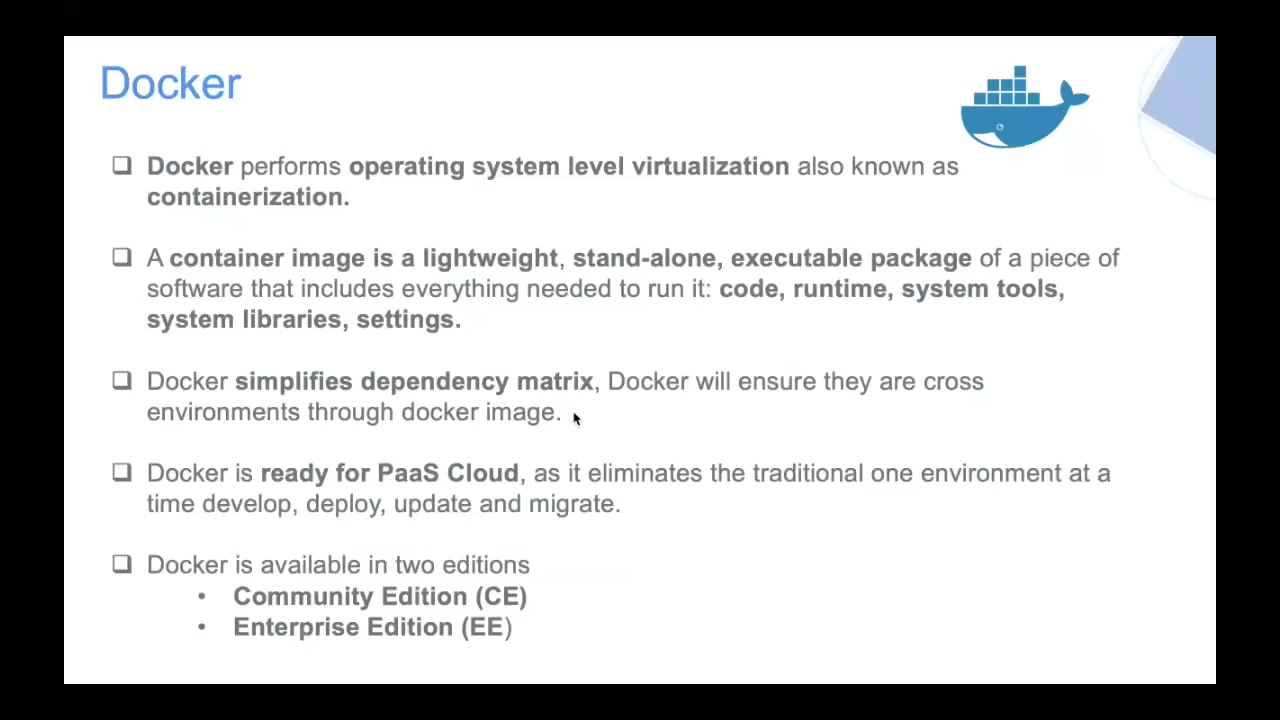 Docker
❑ Docker performs operating system level virtualization also known as
containerization.
❑ A container image is a lightweight, stand-alone, executable package of a piece of
software that includes everything needed to run it: code, runtime, system tools,
system libraries, settings.
❑ Docker simplifies dependency matrix, Docker will ensure they are cross
environments through docker image.
❑ Docker is ready for PaaS Cloud, as it eliminates the traditional one environment at a
time develop, deploy, update and migrate.
❑ Docker is available in two editions
• Community Edition (CE)
• Enterprise Edition (EE)